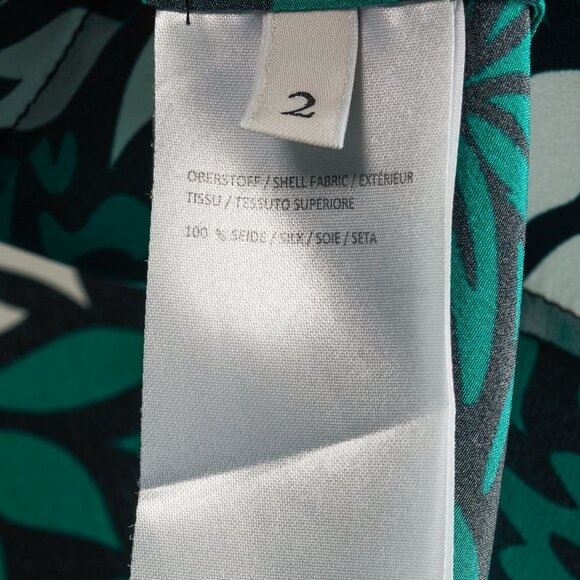 2
OBERSTOFF / SHELL FABRIC / EXTÉRIEUR
TISSU / TESSUTO SUPERIORE
100 % SEIDE / SILK / SOIE / SETA